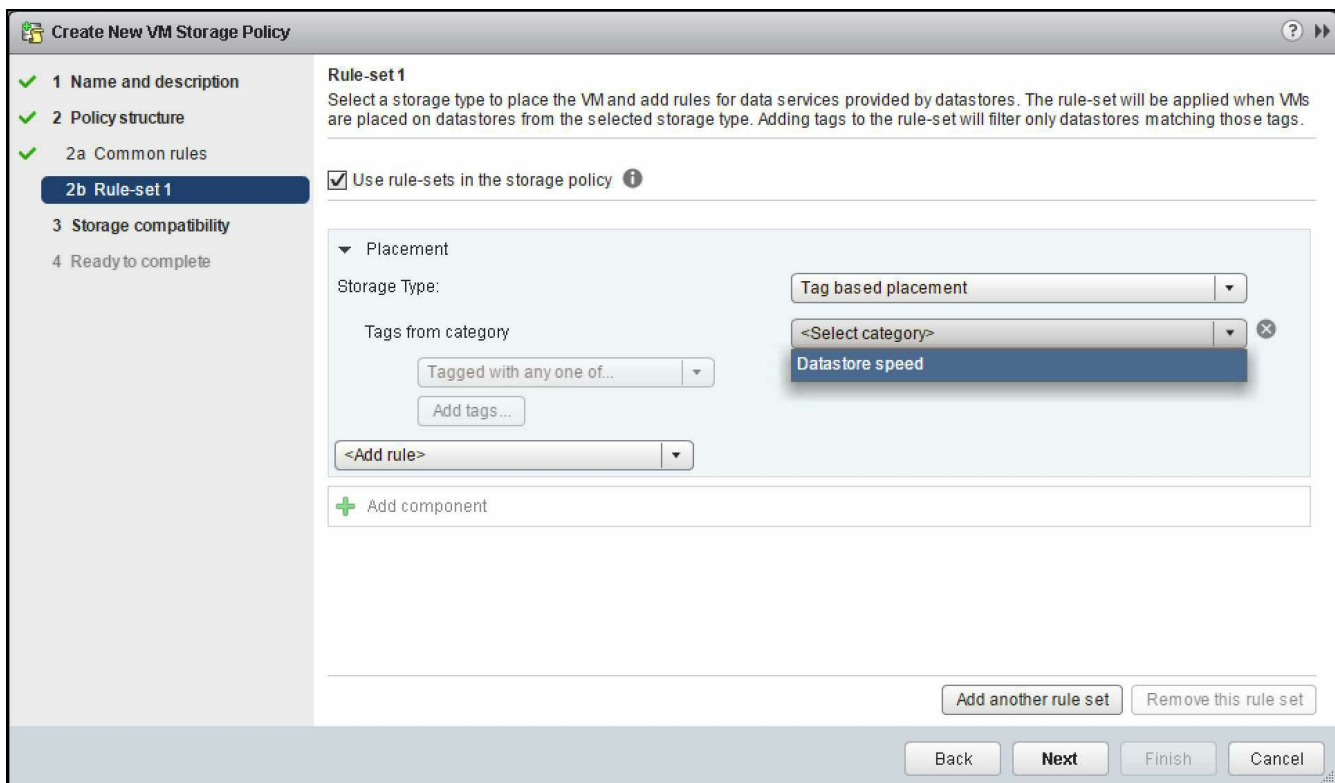 Create New VM Storage Policy
1 Name and description
2 Policy structure
2a Common rules
2b Rule-set 1
3 Storage compatibility
4 Ready to complete
Rule-set 1
Select a storage type to place the VM and add rules for data services provided by datastores. The rule-set will be applied when VMs
are placed on datastores from the selected storage type. Adding tags to the rule-set will filter only datastores matching those tags.
Use rule-sets in the storage policy
Placement
Storage Type:
Tag based placement
Tags from category
<Select category>
Datastore speed
Tagged with any one of...
Add tags...
<Add rule>
Add component
Add another rule set
Remove this rule set
Back
Next
Finish
Cancel